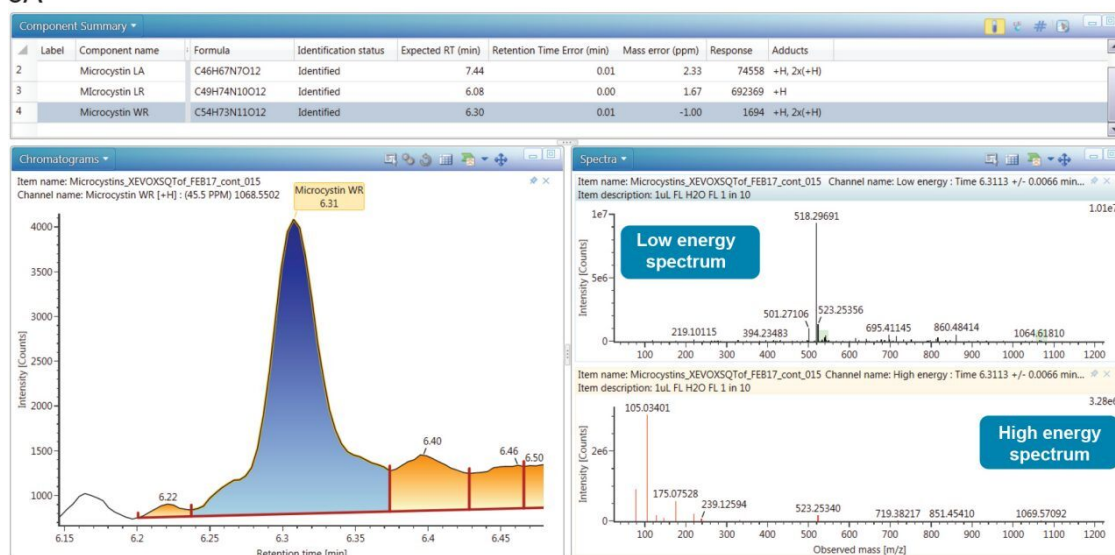 Component Summary
Label Component name Formula Identification status Expected RT (min) Retention Time Error (min) Mass error (ppm) Response Adducts
2 Microcystin LA C46H67N7O12 Identified 7.44 0.01 2.33 74558 +H, 2x(+H)
3 MIcrocystin LR C49H74N10O12 Identified 6.08 0.00 1.67 692369 +H
4 Microcystin WR C54H73N11O12 Identified 6.30 0.01 -1.00 1694 +H, 2x(+H)
Chromatograms
Item name: Microcystins_XEVOXSQTof_FEB17_cont_015
Channel name: Microcystin WR [+H] : (45.5 PPM) 1068.5502
Microcystin WR
6.31
4000
3500
3000
2500
2000
1500
1000
Intensity [Counts]
6.22
6.40
6.46
6.50
6.15 6.2 6.25 6.3 6.35 6.4 6.45
Retention time [min]
Spectra
Item name: Microcystins_XEVOXSQTof_FEB17_cont_015 Channel name: Low energy : Time 6.3113 +/- 0.0066 min...
Item description: 1uL FL H2O FL 1 in 10
1.01e7
1e7
5e6
0
Intensity [Counts]
Low energy
spectrum
518.29691
523.25356
501.27106
219.10115
394.23483
695.41145
860.48414
1064.61810
100 200 300 400 500 600 700 800 900 1000 1100 1200
Item name: Microcystins_XEVOXSQTof_FEB17_cont_015 Channel name: High energy : Time 6.3113 +/- 0.0066 min...
Item description: 1uL FL H2O FL 1 in 10
2e6
0
Intensity [Counts]
105.03401
High energy
spectrum
175.07528
239.12594
523.25340
719.38217
851.45410
1069.57092
100 200 300 400 500 600 700 800 900 1000 1100 1200
Observed mass [m/z]